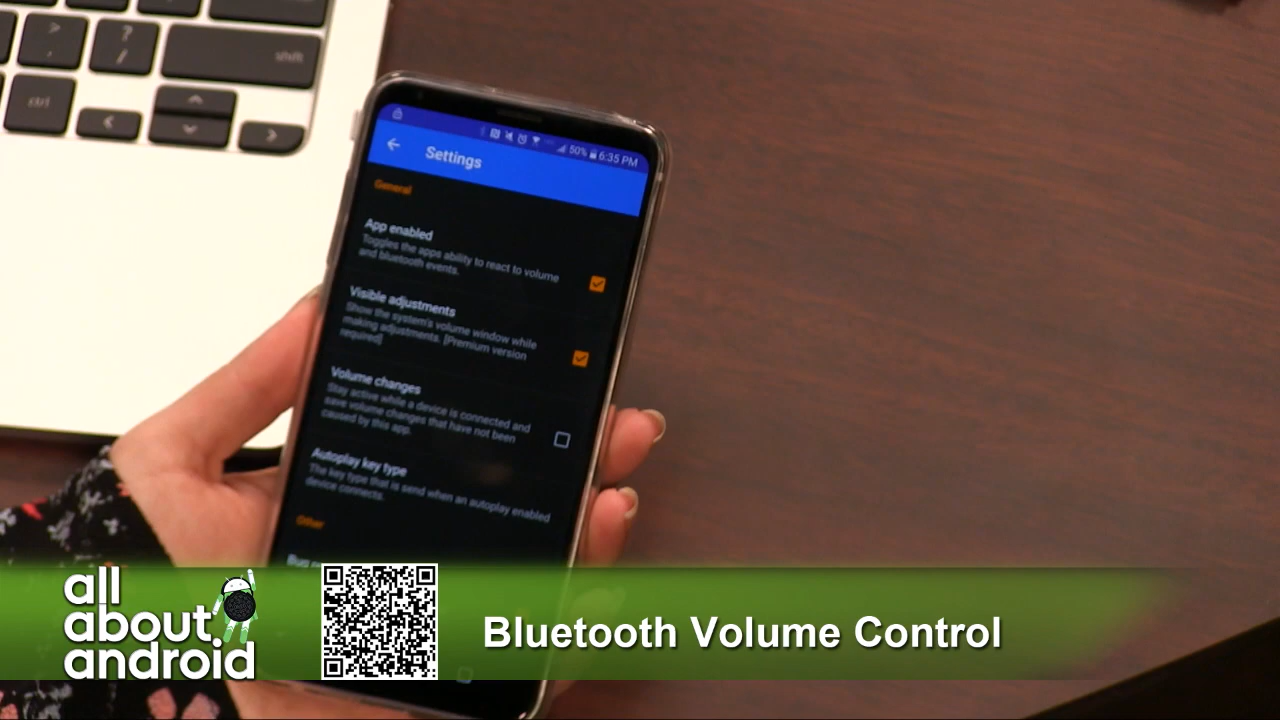 >
.
?
/
shift
ctrl
50% 6:35 PM
Settings
General
App enabled
Toggles the apps ability to react to volume
and bluetooth events.
Visible adjustments
Show the system's volume window while
making adjustments. [Premium version
required]
Volume changes
Stay active while a device is connected and
save volume changes that have not been
caused by this app.
Autoplay key type
The key type that is send when an autoplay enabled
device connects.
Other
Bug
all
about
android
Bluetooth Volume Control